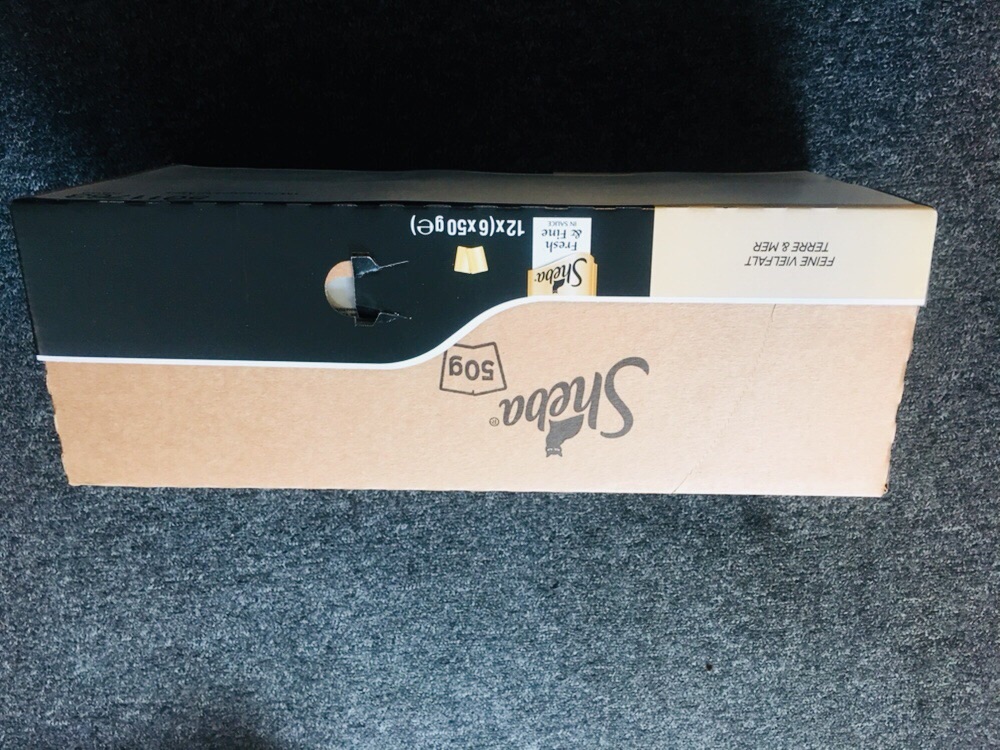 Sheba®
50g
FEINE VIELFALT
TERRE & MER
Sheba
Fresh
& Fine
IN SAUCE
12x(6x50g℮)